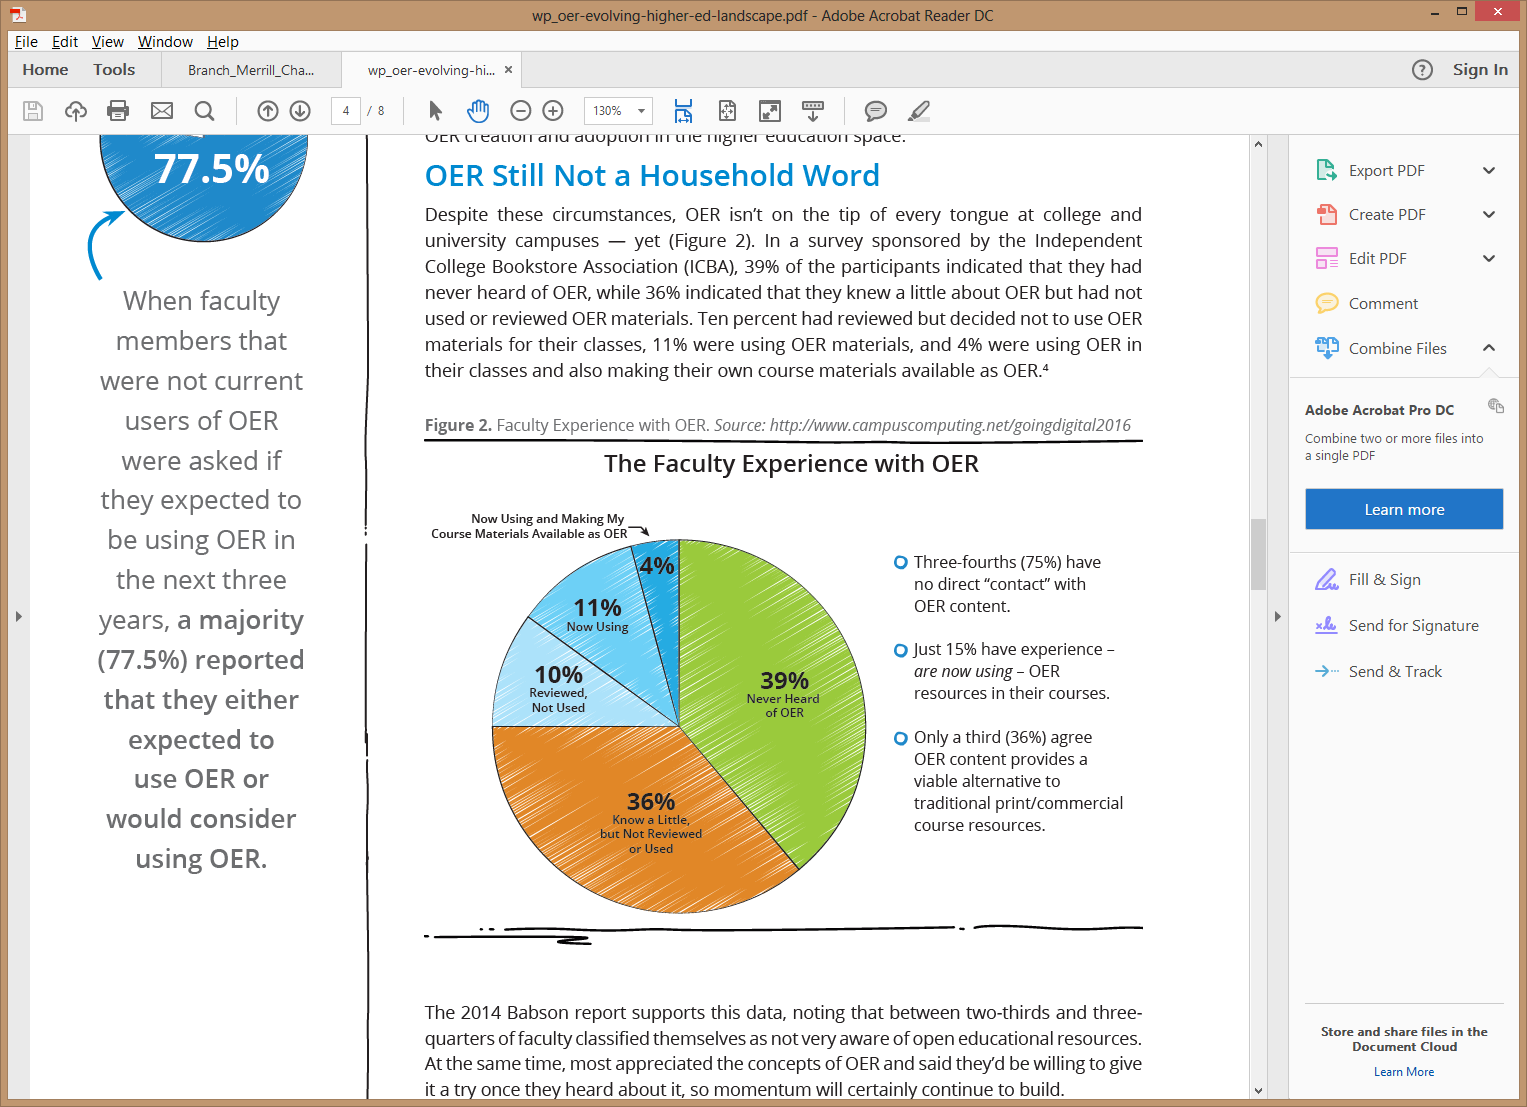 wp_oer-evolving-higher-ed-landscape.pdf - Adobe Acrobat Reader DC
File Edit View Window Help
Home Tools Branch_Merrill_Cha... wp_oer-evolving-hi... × Sign In
4 / 8 130%
77.5%
When faculty
members that
were not current
users of OER
were asked if
they expected to
be using OER in
the next three
years, a majority
(77.5%) reported
that they either
expected to
use OER or
would consider
using OER.
OER creation and adoption in the higher education space.
OER Still Not a Household Word
Despite these circumstances, OER isn’t on the tip of every tongue at college and
university campuses — yet (Figure 2). In a survey sponsored by the Independent
College Bookstore Association (ICBA), 39% of the participants indicated that they had
never heard of OER, while 36% indicated that they knew a little about OER but had not
used or reviewed OER materials. Ten percent had reviewed but decided not to use OER
materials for their classes, 11% were using OER materials, and 4% were using OER in
their classes and also making their own course materials available as OER.⁴
Figure 2. Faculty Experience with OER. Source: http://www.campuscomputing.net/goingdigital2016
The Faculty Experience with OER
Now Using and Making My
Course Materials Available as OER
4%
11%
Now Using
10%
Reviewed,
Not Used
39%
Never Heard
of OER
36%
Know a Little,
but Not Reviewed
or Used
Three-fourths (75%) have
no direct “contact” with
OER content.
Just 15% have experience –
are now using – OER
resources in their courses.
Only a third (36%) agree
OER content provides a
viable alternative to
traditional print/commercial
course resources.
The 2014 Babson report supports this data, noting that between two-thirds and three-
quarters of faculty classified themselves as not very aware of open educational resources.
At the same time, most appreciated the concepts of OER and said they’d be willing to give
it a try once they heard about it, so momentum will certainly continue to build.
Export PDF
Create PDF
Edit PDF
Comment
Combine Files
Adobe Acrobat Pro DC
Combine two or more files into
a single PDF
Learn more
Fill & Sign
Send for Signature
Send & Track
Store and share files in the
Document Cloud
Learn More